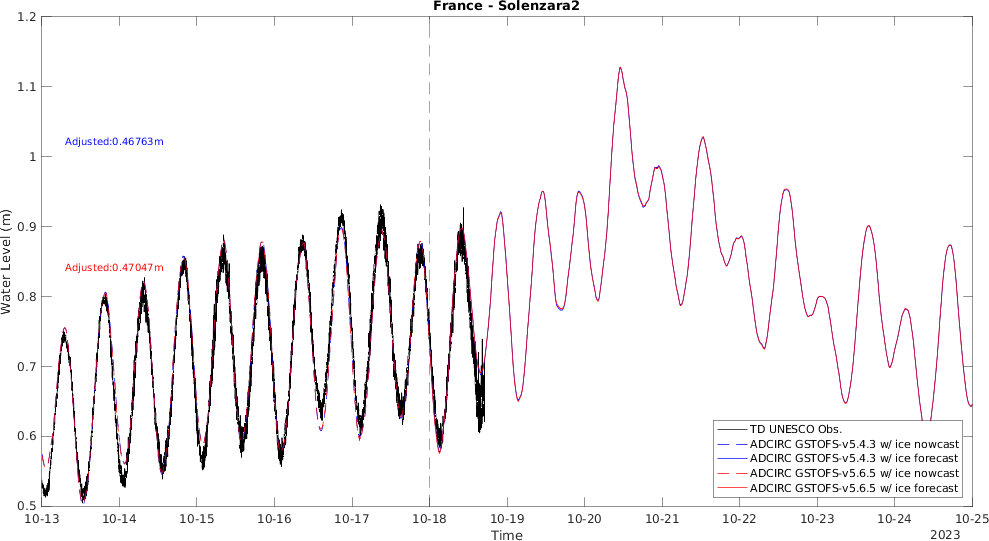 France - Solenzara2
1.2
1.1
1
0.9
0.8
0.7
0.6
0.5
Water Level (m)
Adjusted:0.46763m
Adjusted:0.47047m
TD UNESCO Obs.
ADCIRC GSTOFS-v5.4.3 w/ ice nowcast
ADCIRC GSTOFS-v5.4.3 w/ ice forecast
ADCIRC GSTOFS-v5.6.5 w/ ice nowcast
ADCIRC GSTOFS-v5.6.5 w/ ice forecast
10-13 10-14 10-15 10-16 10-17 10-18 10-19 10-20 10-21 10-22 10-23 10-24 10-25
Time
2023